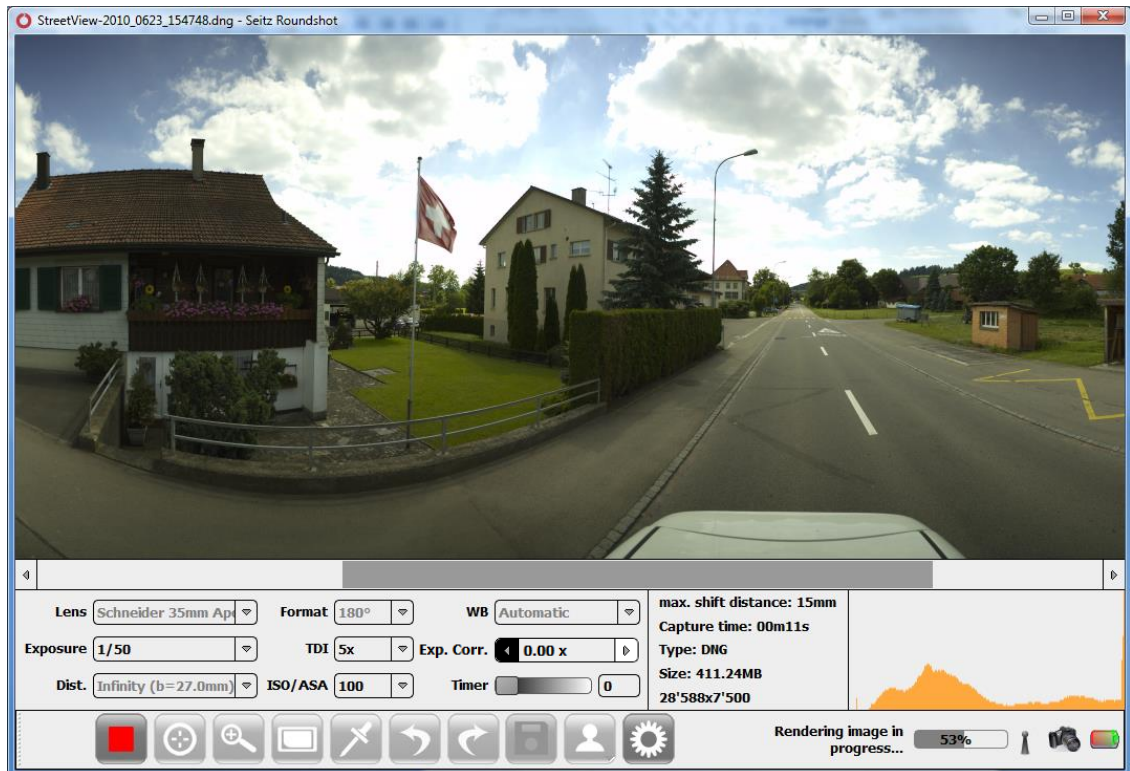 StreetView-2010_0623_154748.dng - Seitz Roundshot
Lens Schneider 35mm Ap Format 180° WB Automatic
Exposure 1/50 TDI 5x Exp. Corr. 0.00 x
Dist. Infinity (b=27.0mm) ISO/ASA 100 Timer 0
max. shift distance: 15mm
Capture time: 00m11s
Type: DNG
Size: 411.24MB
28'588x7'500
Rendering image in
progress...
53%